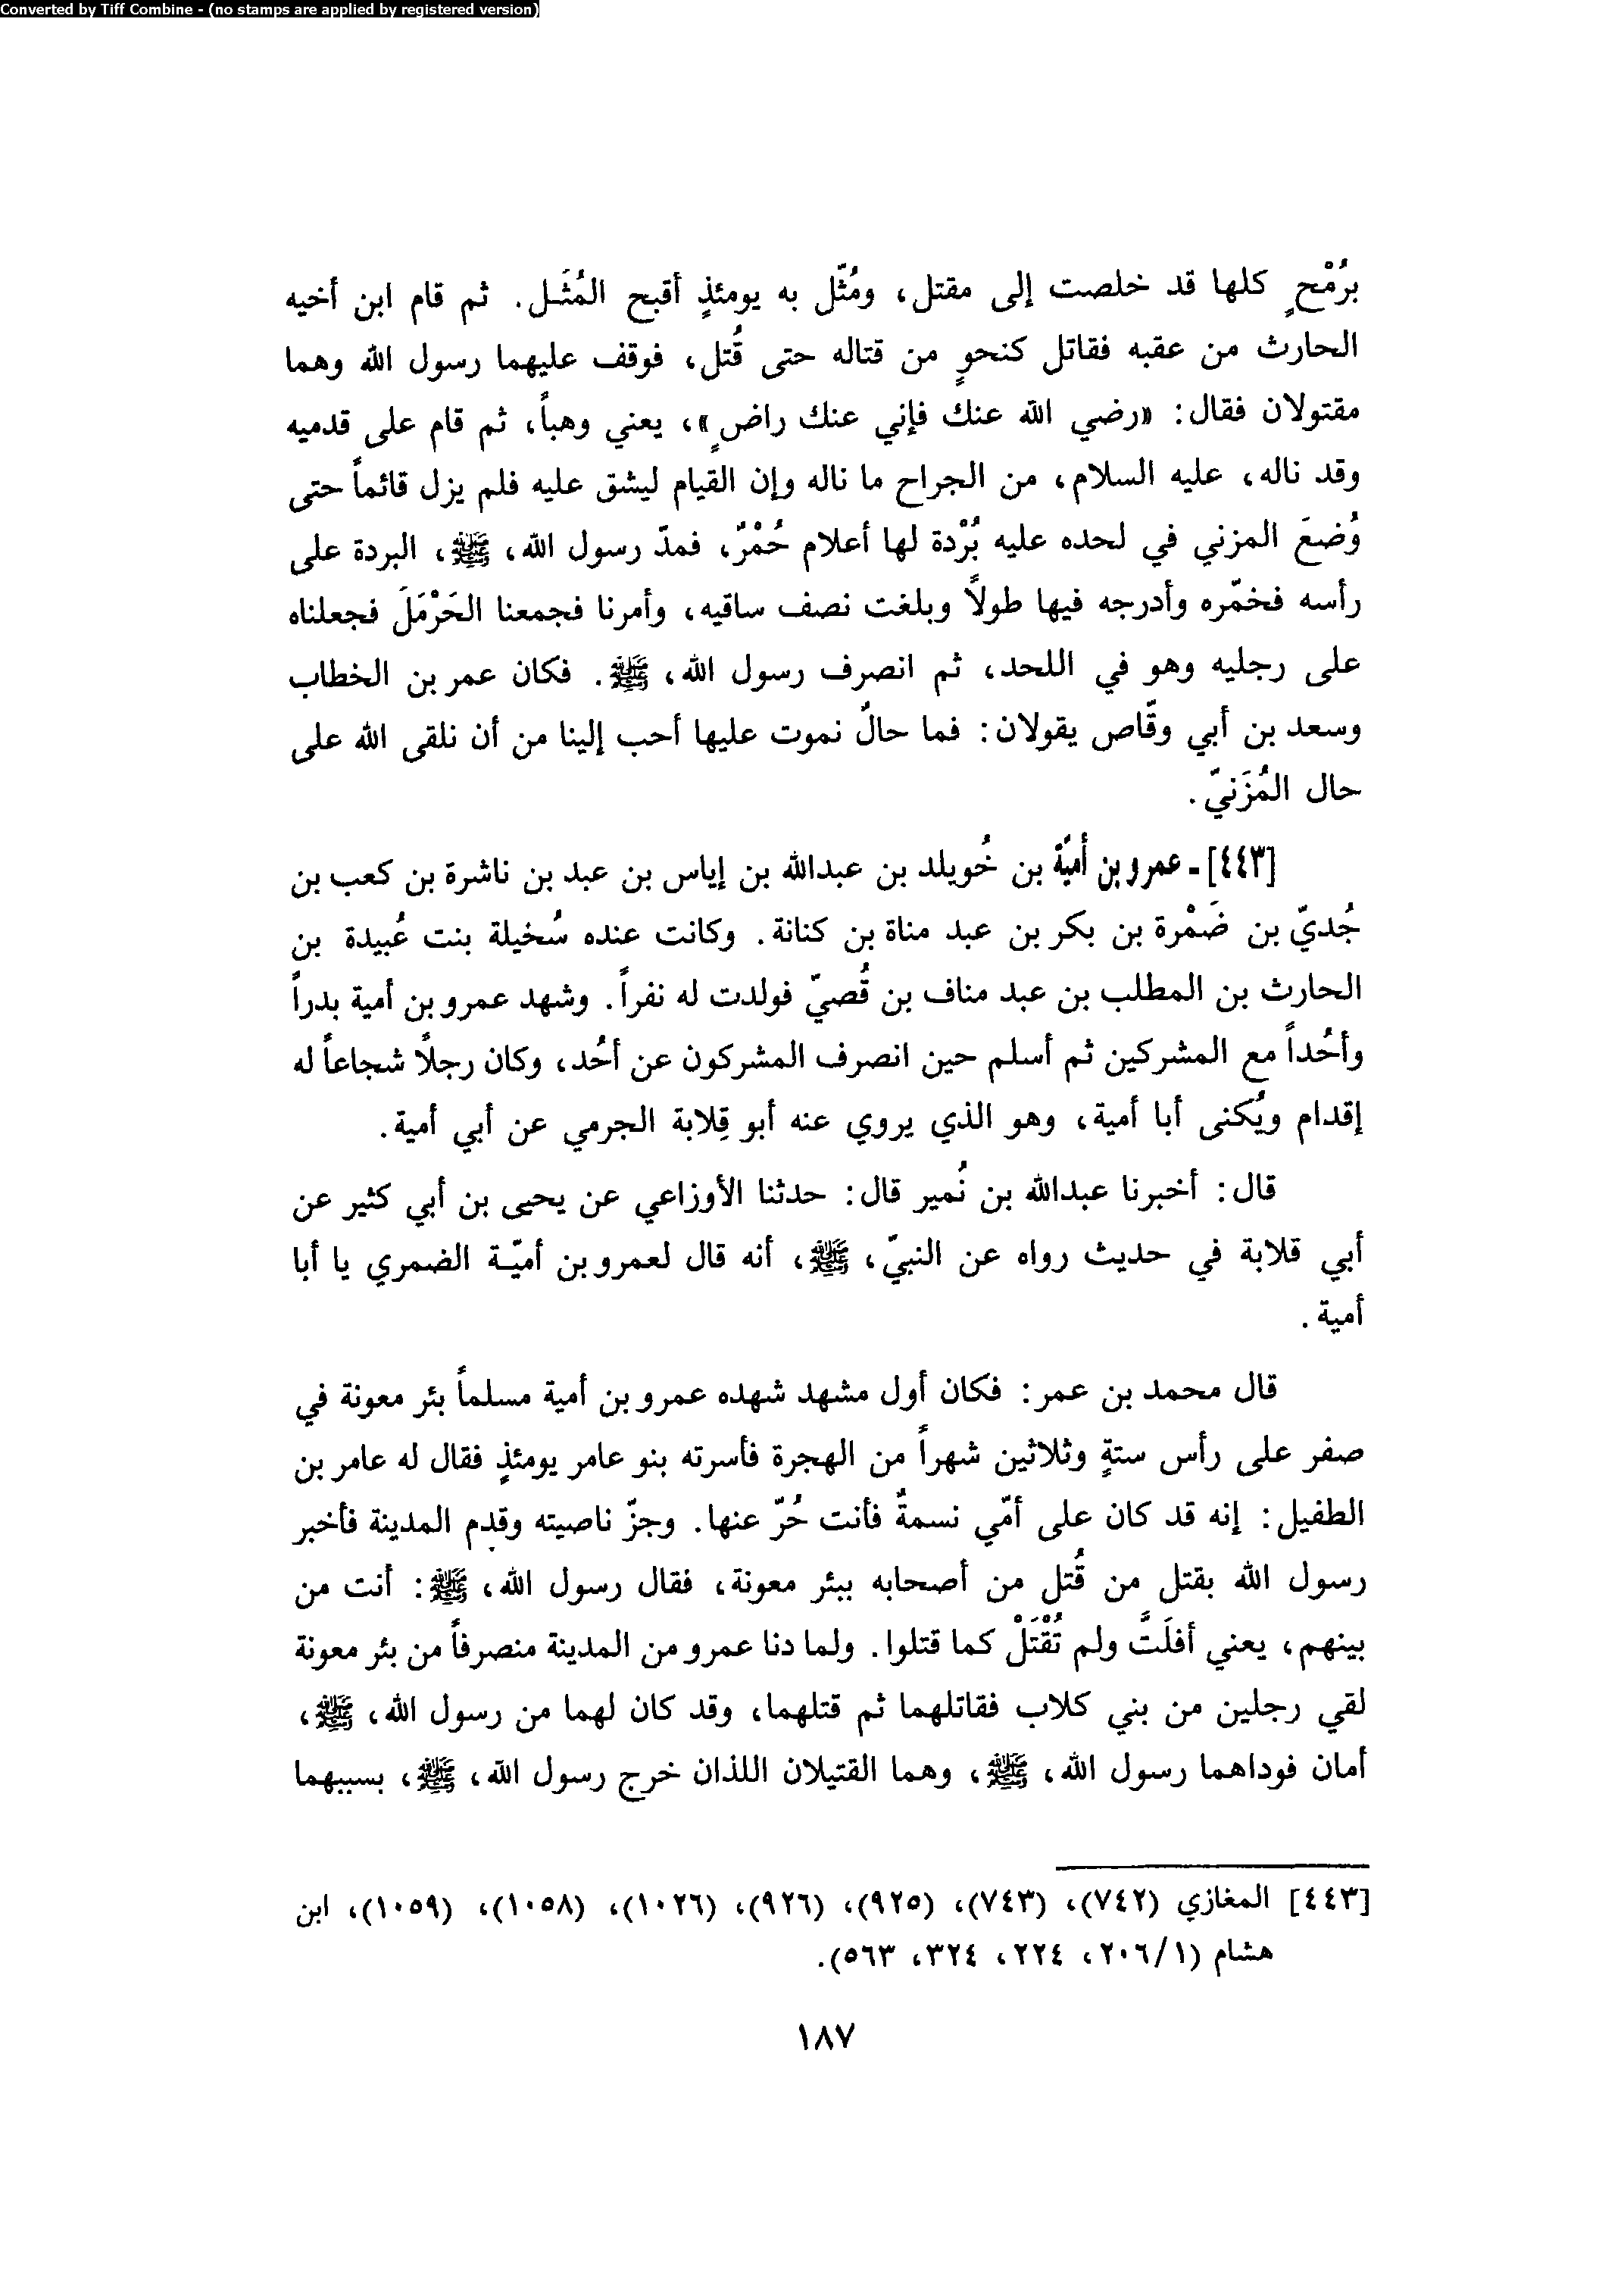 Converted by Tiff Combine - (no stamps are applied by registered version)
برُمْحٍ كلها قد خلصت إلى مقتل، ومُثّل به يومئذٍ أقبح المُثَل. ثم قام ابن أخيه
الحارث من عقبه فقاتل كنحوٍ من قتاله حتى قُتل، فوقف عليهما رسول الله وهما
مقتولان فقال: «رضي الله عنك فإني عنك راضٍ»، يعني وهباً، ثم قام على قدميه
وقد ناله، عليه السلام، من الجراح ما ناله وإن القيام ليشق عليه فلم يزل قائماً حتى
وُضعَ المزني في لحده عليه بُرْدة لها أعلام حُمْرٌ، فمدّ رسول الله، ﷺ، البردة على
رأسه فخمّره وأدرجه فيها طولاً وبلغت نصف ساقيه، وأمرنا فجمعنا الحَرْمَلَ فجعلناه
على رجليه وهو في اللحد، ثم انصرف رسول الله، ﷺ. فكان عمر بن الخطاب
وسعد بن أبي وقّاص يقولان: فما حالٌ نموت عليها أحب إلينا من أن نلقى الله على
حال المُزَنيّ.
[٤٤٣] ـ عمرو بن أُميّة بن خُويلد بن عبدالله بن إياس بن عبد بن ناشرة بن كعب بن
جُديّ بن ضَمْرة بن بكر بن عبد مناة بن كنانة. وكانت عنده سُخيلة بنت عُبيدة بن
الحارث بن المطلب بن عبد مناف بن قُصيّ فولدت له نفراً. وشهد عمرو بن أمية بدراً
وأحُداً مع المشركين ثم أسلم حين انصرف المشركون عن أحُد، وكان رجلاً شجاعاً له
إقدام ويُكنى أبا أمية، وهو الذي يروي عنه أبو قِلابة الجرمي عن أبي أمية.
قال: أخبرنا عبدالله بن نُمير قال: حدثنا الأوزاعي عن يحيى بن أبي كثير عن
أبي قلابة في حديث رواه عن النبيّ، ﷺ، أنه قال لعمرو بن أميّة الضمري يا أبا
أمية.
قال محمد بن عمر: فكان أول مشهد شهده عمرو بن أمية مسلماً بئر معونة في
صفر على رأس ستةٍ وثلاثين شهراً من الهجرة فأسرته بنو عامر يومئذٍ فقال له عامر بن
الطفيل: إنه قد كان على أمّي نسمةٌ فأنت حُرّ عنها. وجزّ ناصيته وقدم المدينة فأخبر
رسول الله بقتل من قُتل من أصحابه ببئر معونة، فقال رسول الله، ﷺ: أنت من
بينهم، يعني أفلَتَّ ولم تُقْتَلْ كما قتلوا. ولما دنا عمرو من المدينة منصرفاً من بئر معونة
لقي رجلين من بني كلاب فقاتلهما ثم قتلهما، وقد كان لهما من رسول الله، ﷺ،
أمان فوداهما رسول الله، ﷺ، وهما القتيلان اللذان خرج رسول الله، ﷺ، بسببهما
[٤٤٣] المغازي (٧٤٢)، (٧٤٣)، (٩٢٥)، (٩٢٦)، (١٠٢٦)، (١٠٥٨)، (١٠٥٩)، ابن
هشام (١/٢٠٦، ٢٢٤، ٣٢٤، ٥٦٣).
١٨٧